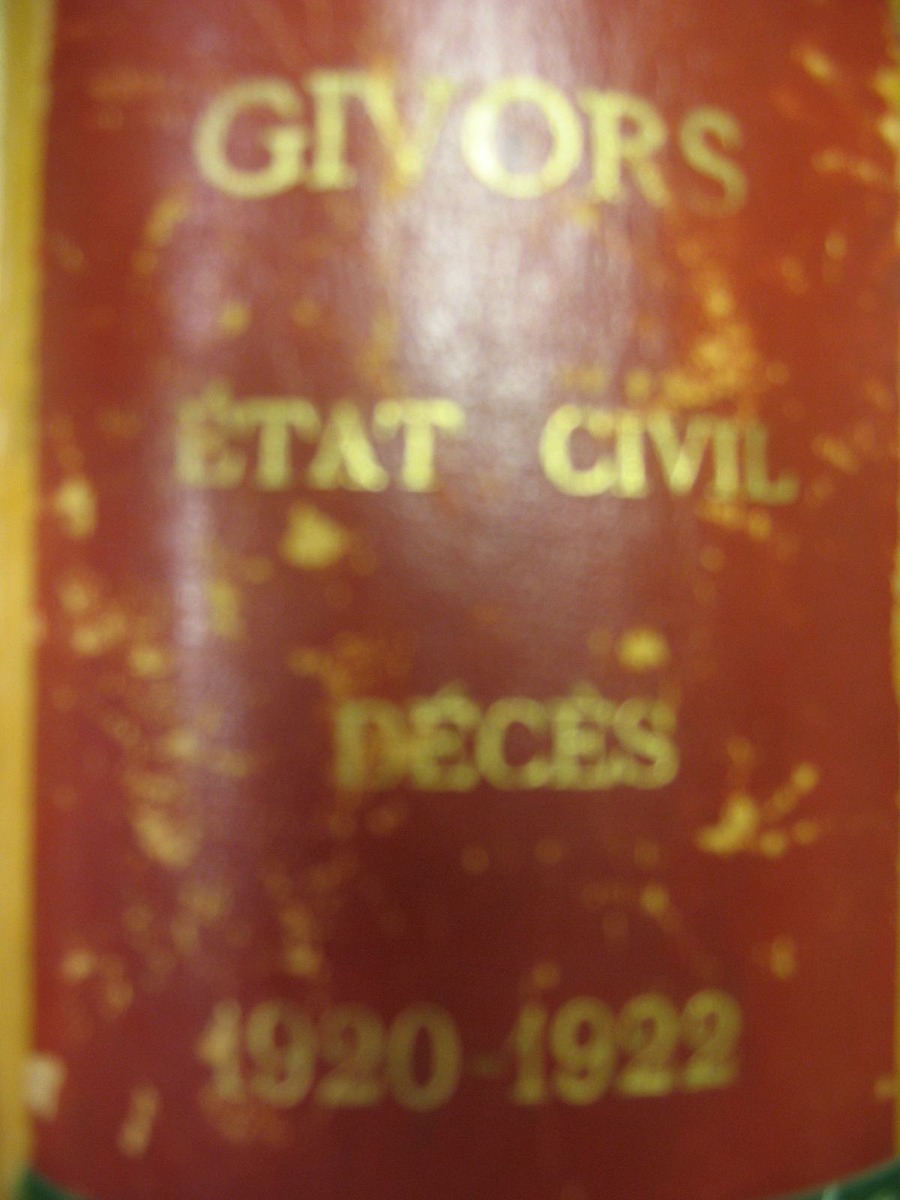 GIVORS
ÉTAT CIVIL
DÉCÈS
1920-1922